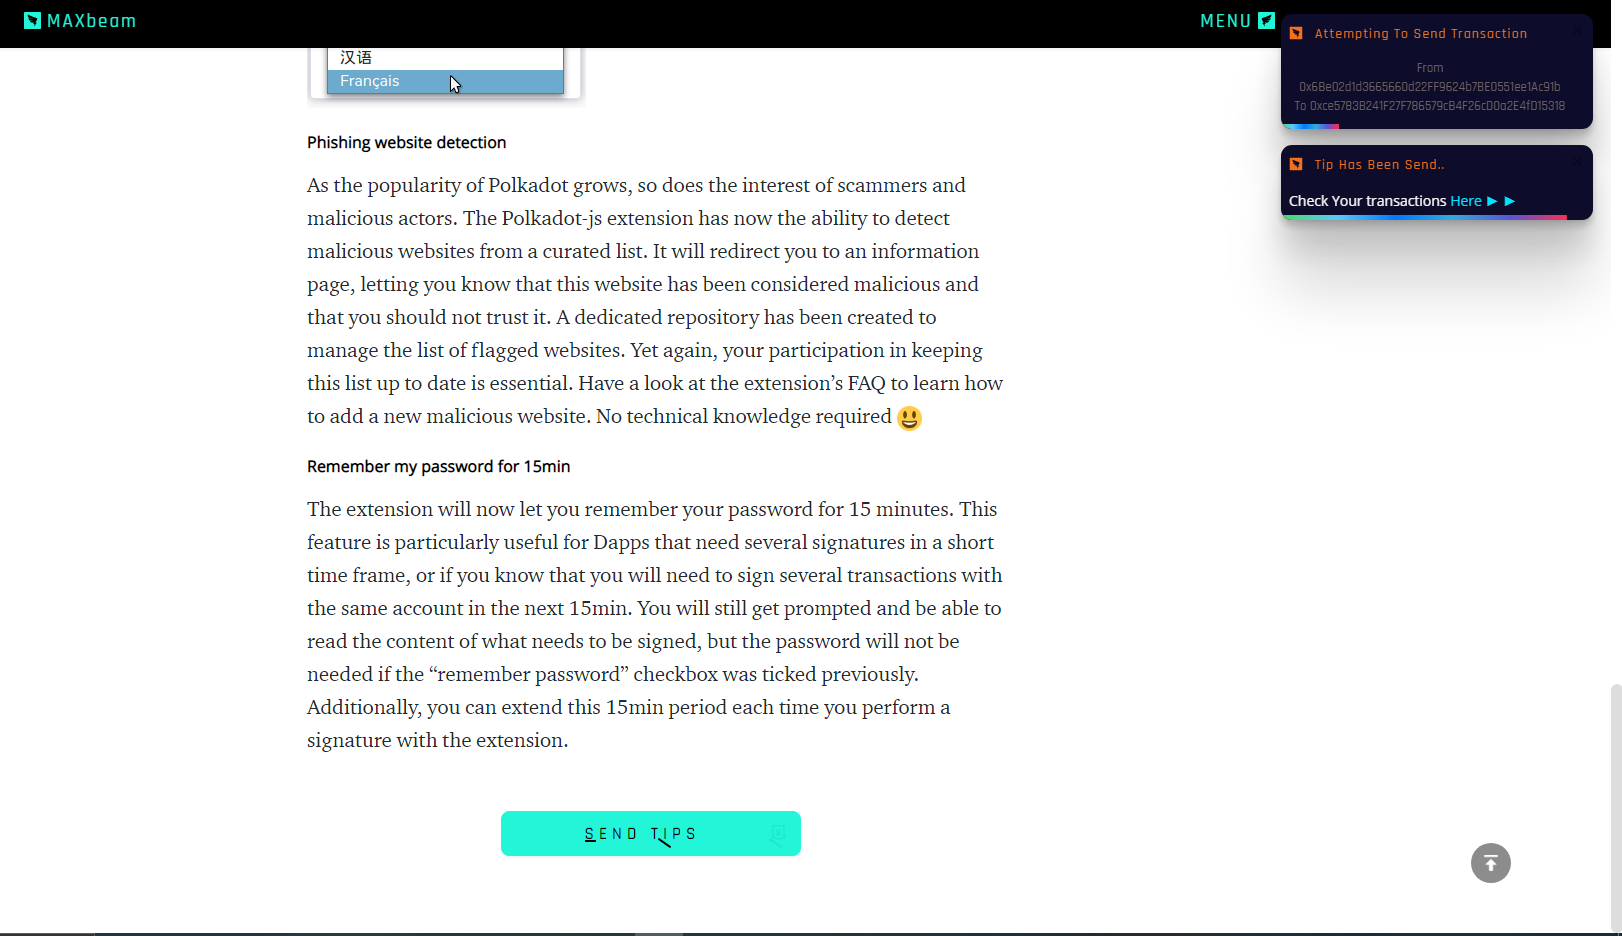 MAXbeam
MENU
汉语
Français
Attempting To Send Transaction
From
0x6Be02d1d3665660d22FF9624b7BE0551ee1Ac91b
To 0xce5783B241F27F786579cB4F26cD0a2E4fD15318
Tip Has Been Send..
Check Your transactions Here ► ►
Phishing website detection
As the popularity of Polkadot grows, so does the interest of scammers and
malicious actors. The Polkadot-js extension has now the ability to detect
malicious websites from a curated list. It will redirect you to an information
page, letting you know that this website has been considered malicious and
that you should not trust it. A dedicated repository has been created to
manage the list of flagged websites. Yet again, your participation in keeping
this list up to date is essential. Have a look at the extension’s FAQ to learn how
to add a new malicious website. No technical knowledge required 😃
Remember my password for 15min
The extension will now let you remember your password for 15 minutes. This
feature is particularly useful for Dapps that need several signatures in a short
time frame, or if you know that you will need to sign several transactions with
the same account in the next 15min. You will still get prompted and be able to
read the content of what needs to be signed, but the password will not be
needed if the “remember password” checkbox was ticked previously.
Additionally, you can extend this 15min period each time you perform a
signature with the extension.
SEND TIPS